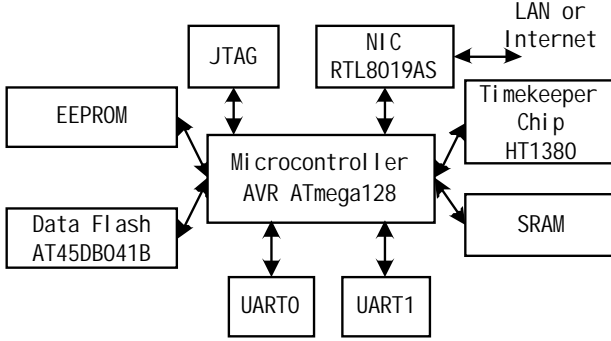 LAN or
Internet
JTAG
NIC
RTL8019AS
EEPROM
Timekeeper
Chip
HT1380
Microcontroller
AVR ATmega128
Data Flash
AT45DB041B
SRAM
UART0
UART1